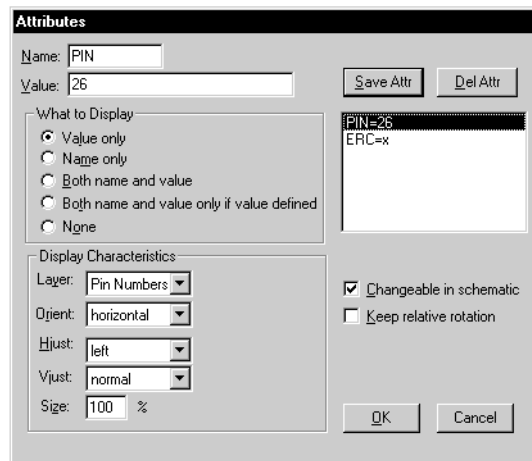 Attributes
Name: PIN
Value: 26
Save Attr
Del Attr
What to Display
Value only
Name only
Both name and value
Both name and value only if value defined
None
PIN=26
ERC=x
Display Characteristics
Layer: Pin Numbers
Orient: horizontal
Hjust: left
Vjust: normal
Size: 100 %
Changeable in schematic
Keep relative rotation
OK
Cancel